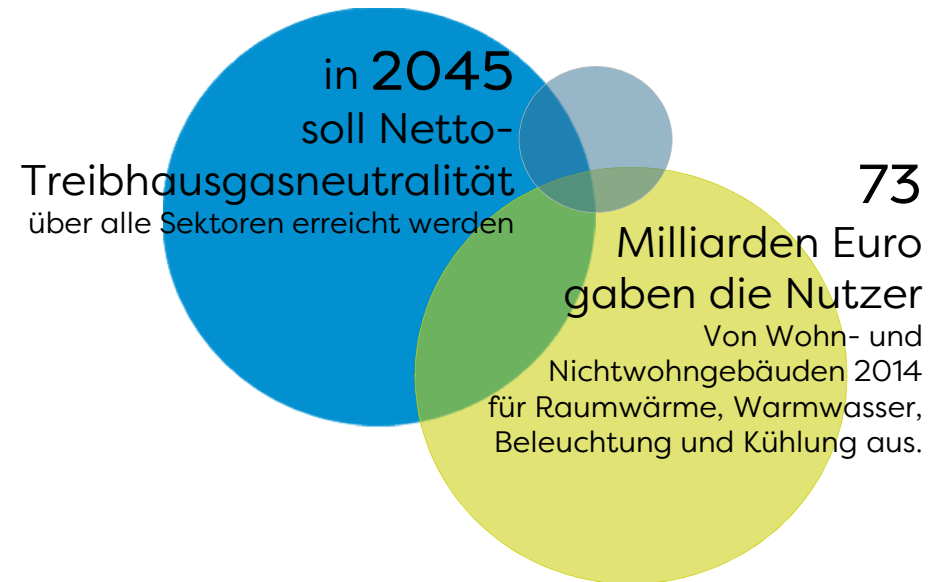 in 2045
soll Netto-
Treibhausgasneutralität
über alle Sektoren erreicht werden
73
Milliarden Euro
gaben die Nutzer
Von Wohn- und
Nichtwohngebäuden 2014
für Raumwärme, Warmwasser,
Beleuchtung und Kühlung aus.